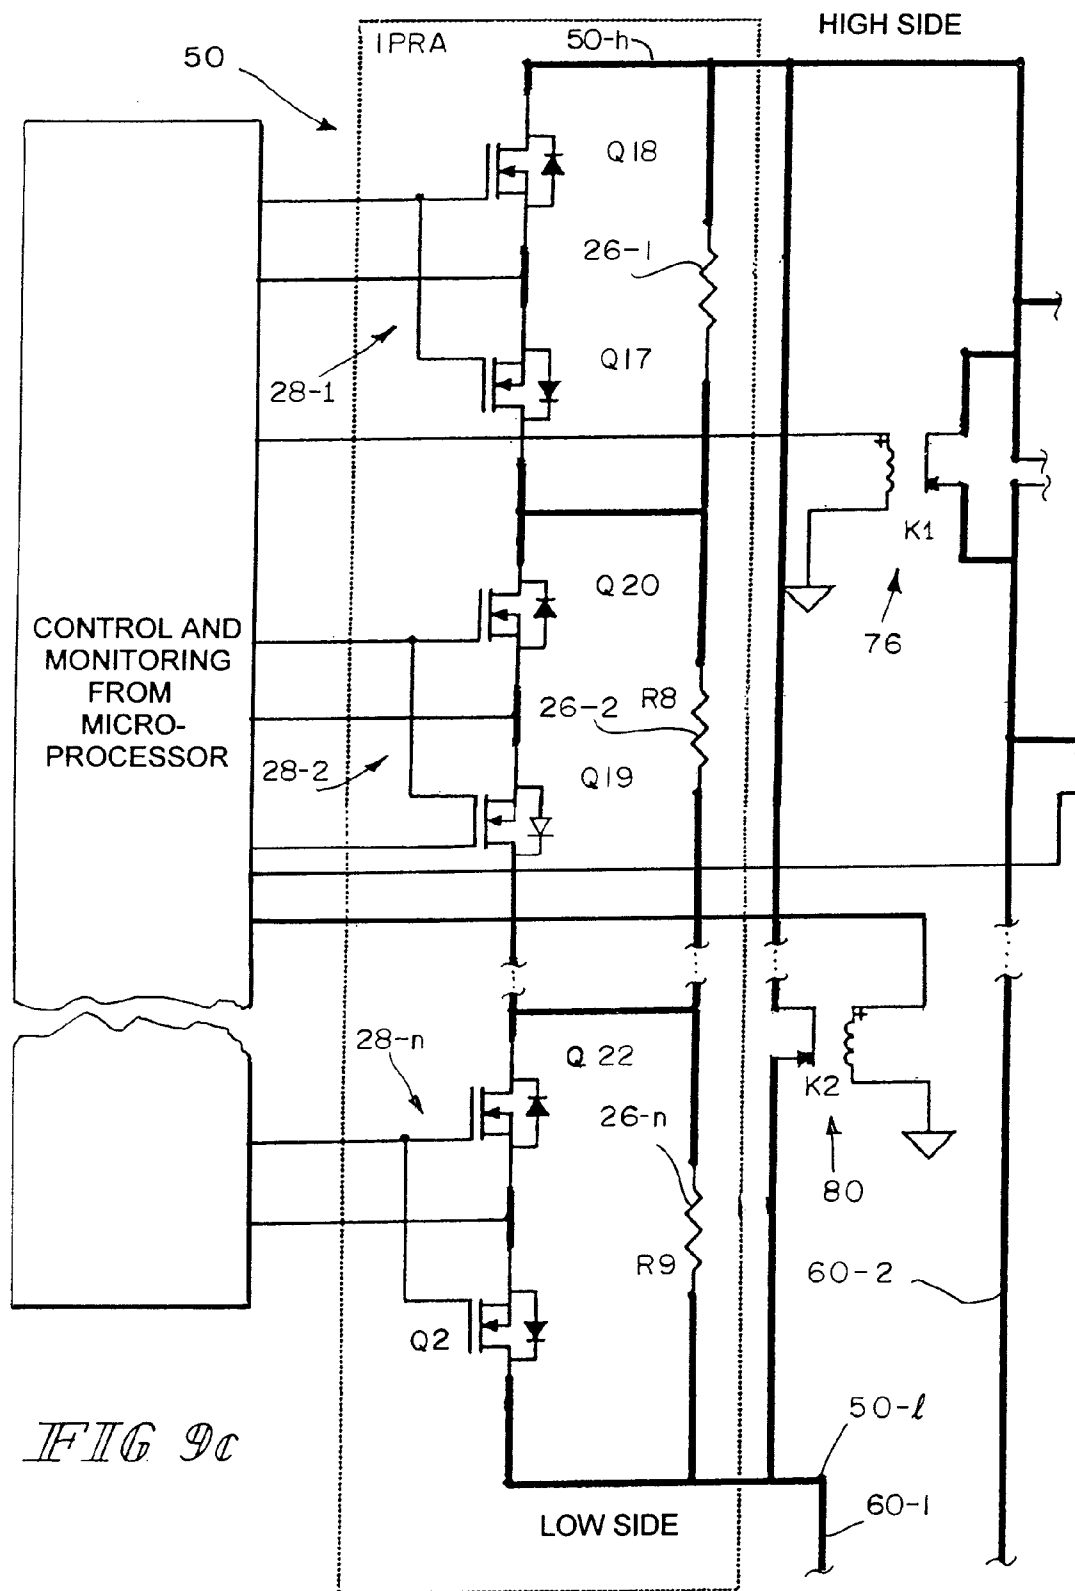 HIGH SIDE
IPRA
50-h
50
Q18
26-1
Q17
28-1
K1
76
Q20
CONTROL AND
MONITORING
FROM
MICRO-
PROCESSOR
R8
26-2
28-2
Q19
28-n
Q 22
K2
26-n
80
R9
60-2
Q2
50-ℓ
FIG 9c
60-1
LOW SIDE